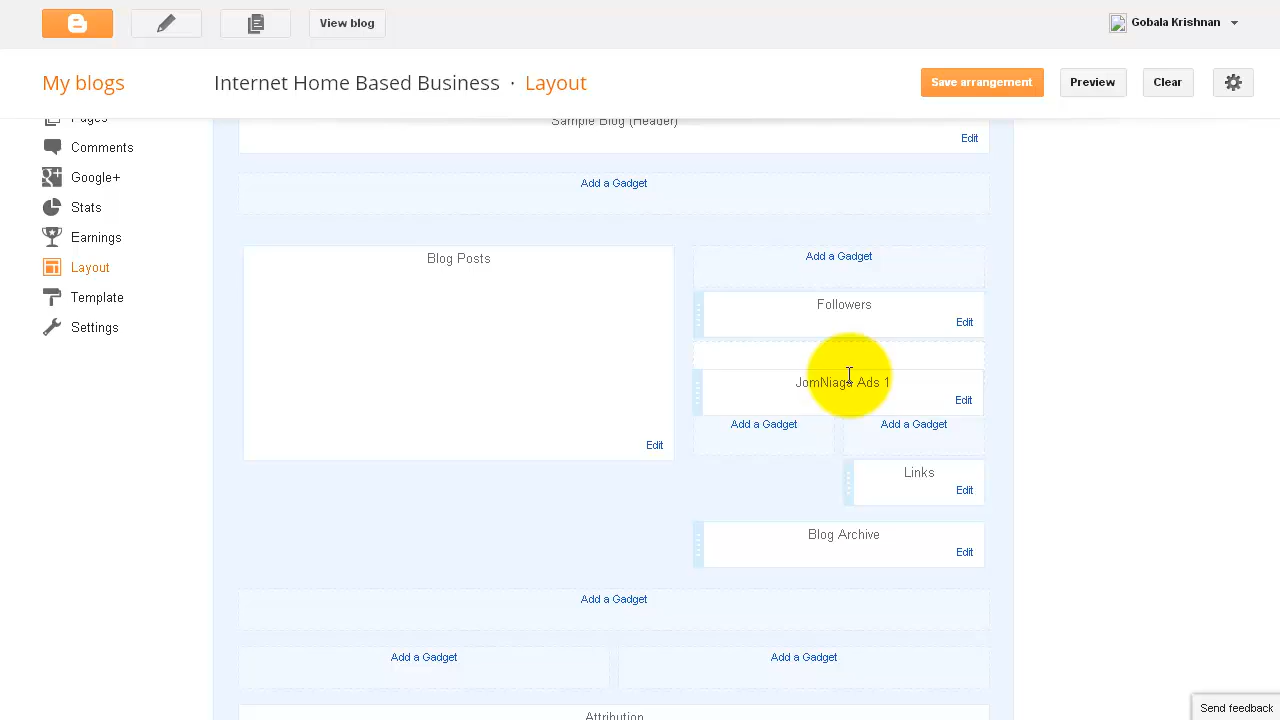 View blog
Gobala Krishnan
My blogs
Internet Home Based Business · Layout
Save arrangement
Preview
Clear
Pages
Comments
Google+
Stats
Earnings
Layout
Template
Settings
Sample Blog (Header)
Edit
Add a Gadget
Blog Posts
Edit
Add a Gadget
Followers
Edit
JomNiaga Ads 1
Edit
Add a Gadget
Add a Gadget
Links
Edit
Blog Archive
Edit
Add a Gadget
Add a Gadget
Add a Gadget
Attribution
Send feedback